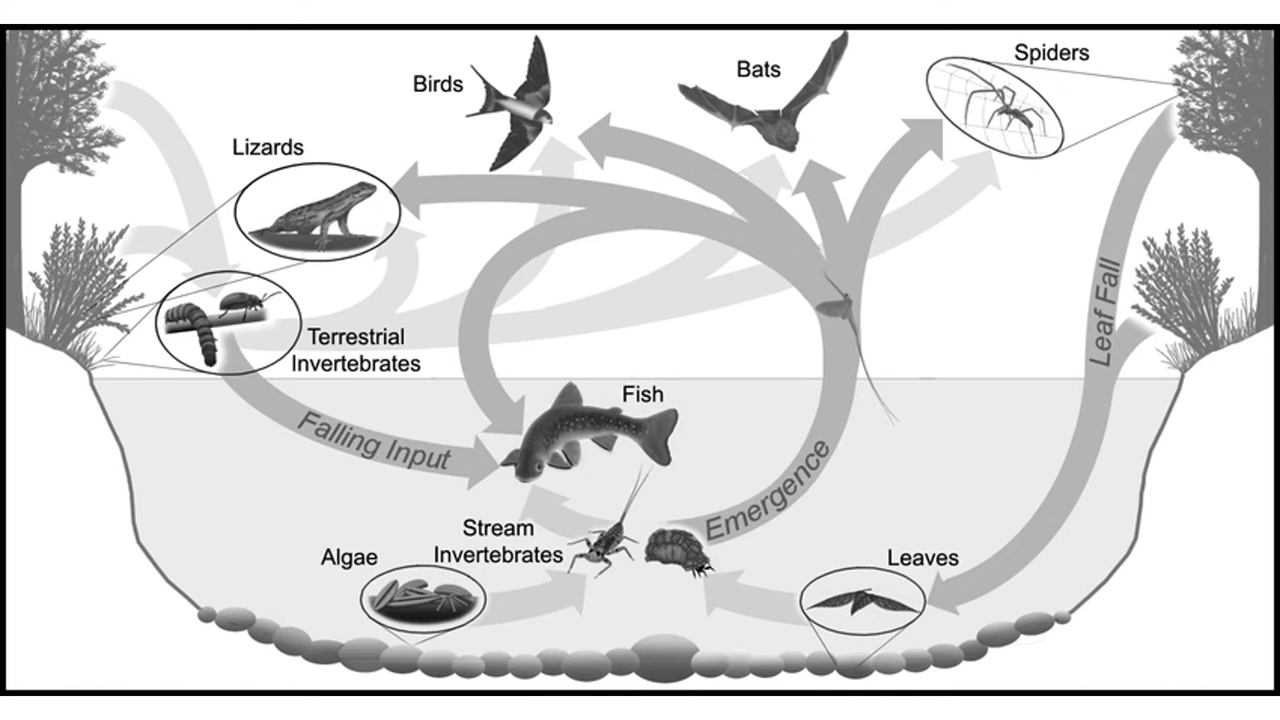 Spiders
Birds
Bats
Lizards
Terrestrial
Invertebrates
Leaf Fall
Fish
Falling Input
Emergence
Stream
Invertebrates
Algae
Leaves